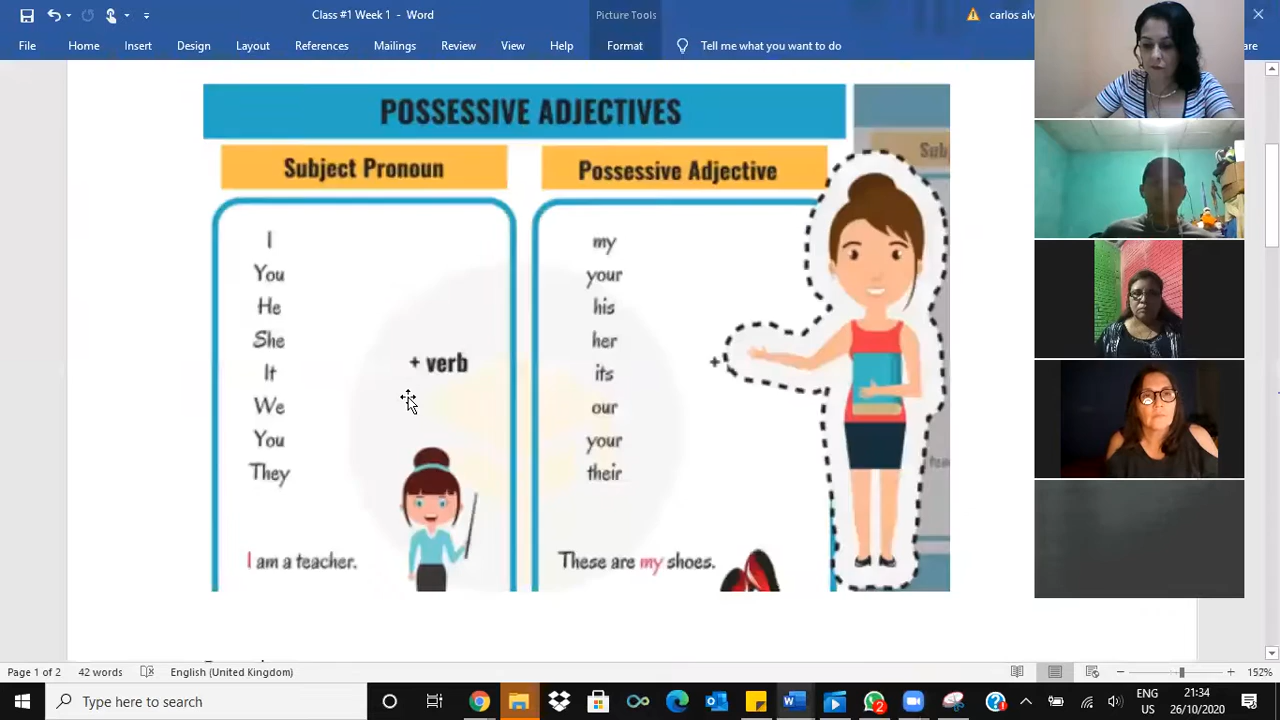 Class #1 Week 1 - Word
Picture Tools
carlos alv
File
Home
Insert
Design
Layout
References
Mailings
Review
View
Help
Format
Tell me what you want to do
are
POSSESSIVE ADJECTIVES
Subject Pronoun
Possessive Adjective
Sub
I
You
He
She
It
We
You
They
+ verb
my
your
his
her
its
our
your
their
+
I am a teacher.
These are my shoes.
Page 1 of 2
42 words
English (United Kingdom)
152%
Type here to search
2
ENG
US
21:34
26/10/2020